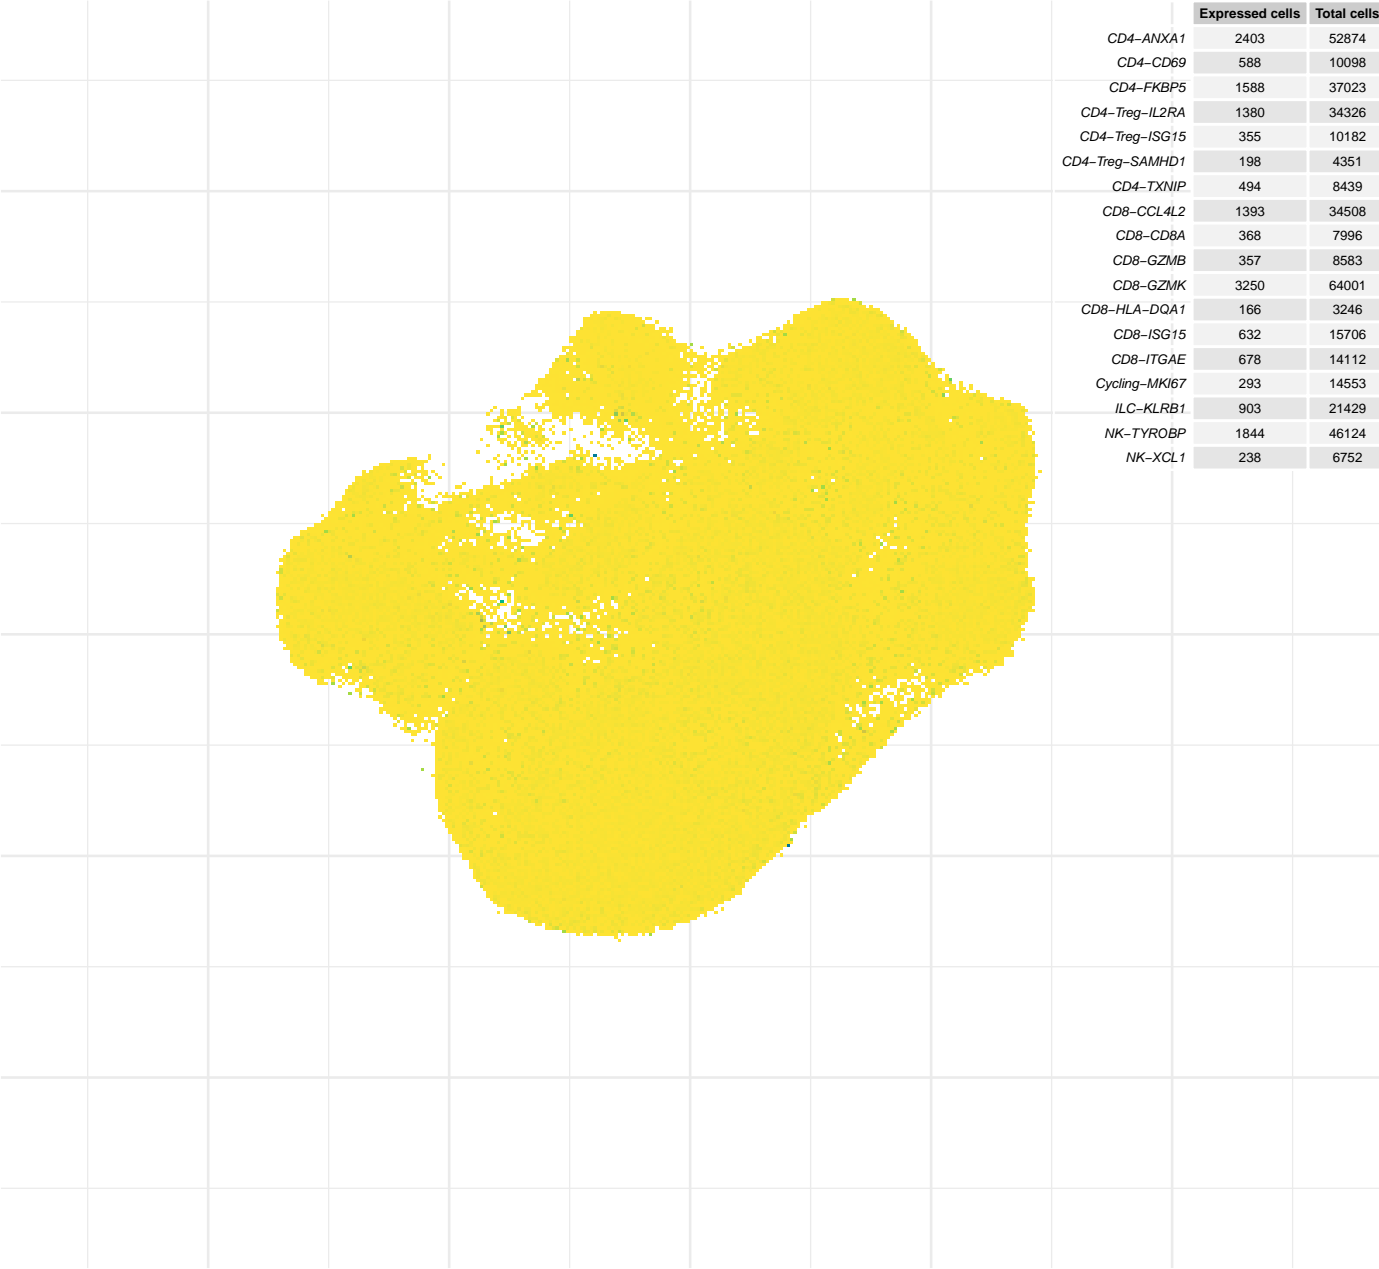 Expressed cells Total cells
CD4−ANXA1 2403 52874
CD4−CD69 588 10098
CD4−FKBP5 1588 37023
CD4−Treg−IL2RA 1380 34326
CD4−Treg−ISG15 355 10182
CD4−Treg−SAMHD1 198 4351
CD4−TXNIP 494 8439
CD8−CCL4L2 1393 34508
CD8−CD8A 368 7996
CD8−GZMB 357 8583
CD8−GZMK 3250 64001
CD8−HLA−DQA1 166 3246
CD8−ISG15 632 15706
CD8−ITGAE 678 14112
Cycling−MKI67 293 14553
ILC−KLRB1 903 21429
NK−TYROBP 1844 46124
NK−XCL1 238 6752